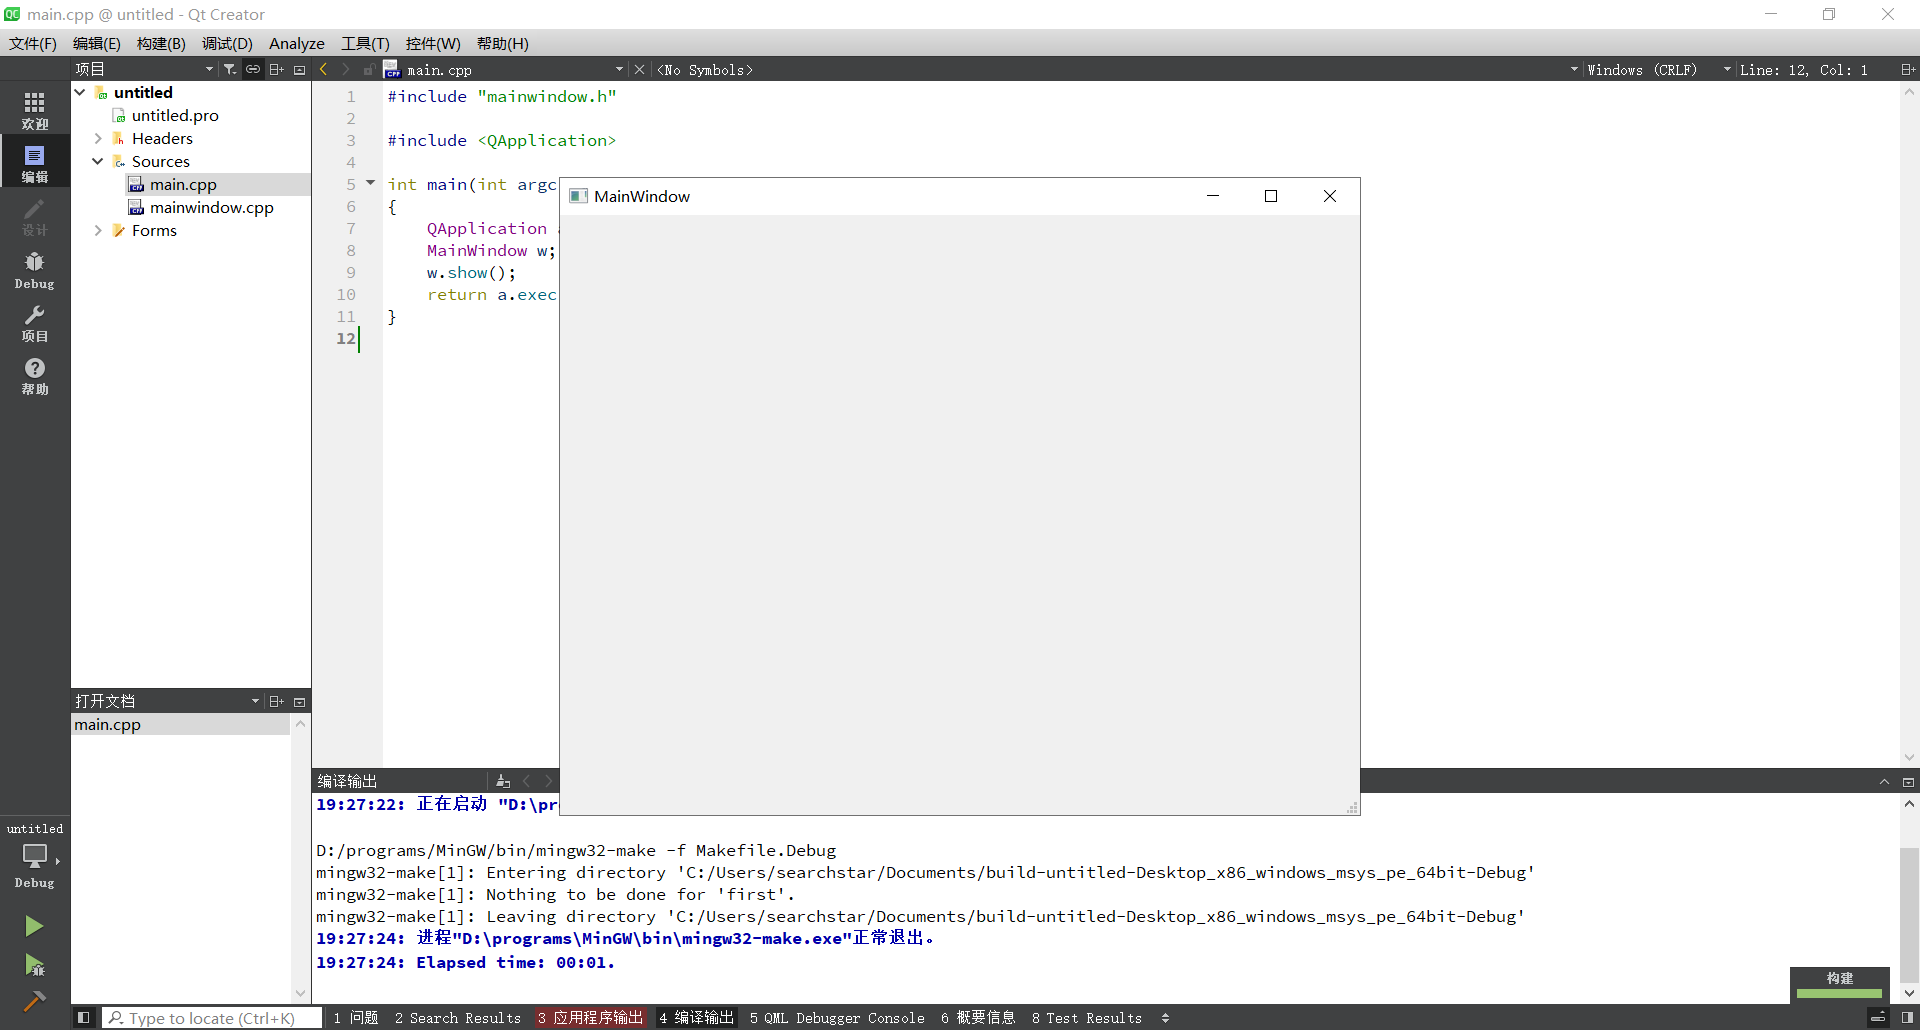 main.cpp @ untitled - Qt Creator
文件(F) 编辑(E) 构建(B) 调试(D) Analyze 工具(T) 控件(W) 帮助(H)
项目
main.cpp
<No Symbols>
Windows (CRLF)
Line: 12, Col: 1
欢迎
编辑
设计
Debug
项目
帮助
untitled
Debug
untitled
untitled.pro
Headers
Sources
main.cpp
mainwindow.cpp
Forms
打开文档
main.cpp
1 #include "mainwindow.h"
2
3 #include <QApplication>
4
5 int main(int argc
6 {
7 QApplication
8 MainWindow w;
9 w.show();
10 return a.exec
11 }
12
MainWindow
编译输出
19:27:22: 正在启动 "D:\pr
D:/programs/MinGW/bin/mingw32-make -f Makefile.Debug
mingw32-make[1]: Entering directory 'C:/Users/searchstar/Documents/build-untitled-Desktop_x86_windows_msys_pe_64bit-Debug'
mingw32-make[1]: Nothing to be done for 'first'.
mingw32-make[1]: Leaving directory 'C:/Users/searchstar/Documents/build-untitled-Desktop_x86_windows_msys_pe_64bit-Debug'
19:27:24: 进程"D:\programs\MinGW\bin\mingw32-make.exe"正常退出。
19:27:24: Elapsed time: 00:01.
构建
Type to locate (Ctrl+K)
1 问题 2 Search Results 3 应用程序输出 4 编译输出 5 QML Debugger Console 6 概要信息 8 Test Results